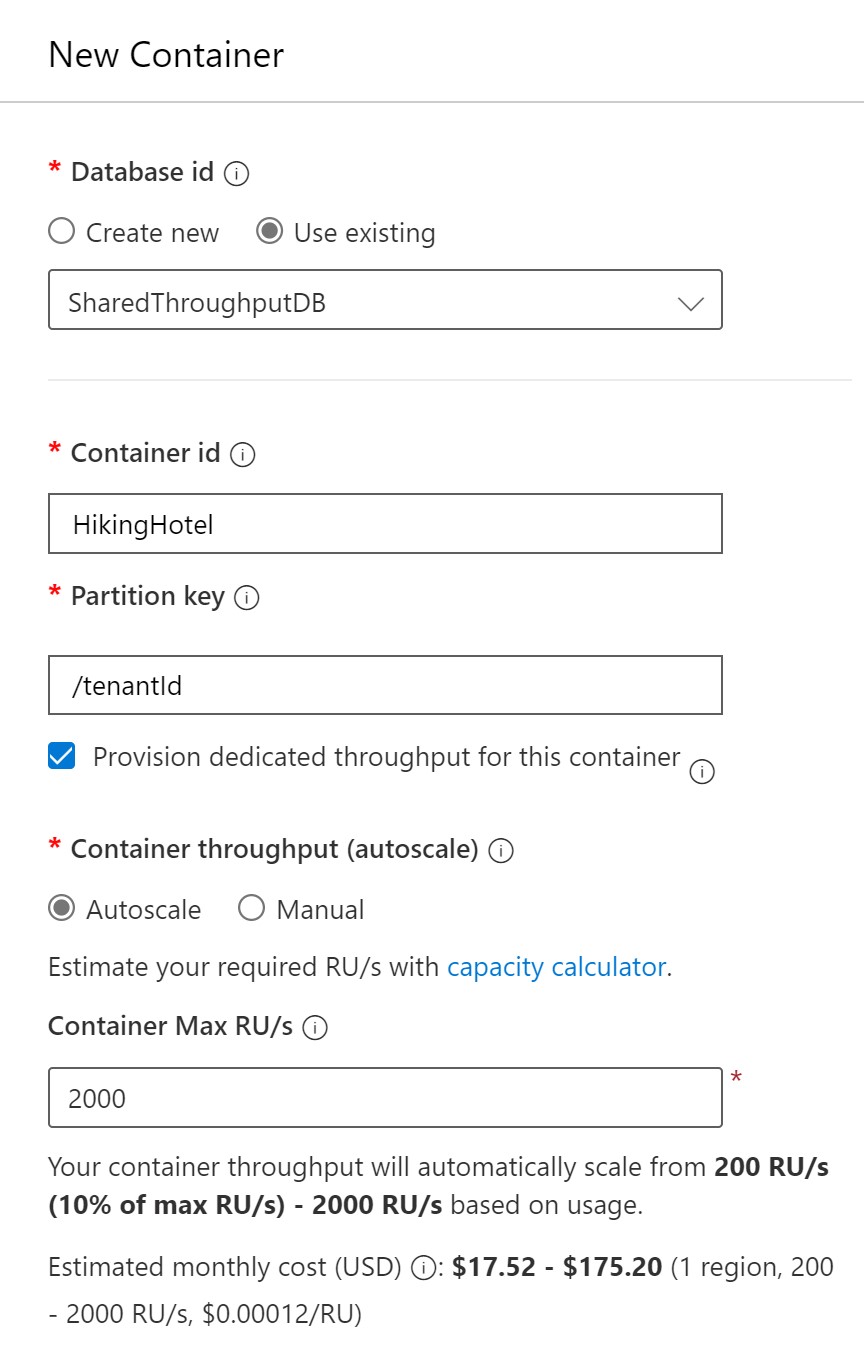 New Container
* Database id
Create new Use existing
SharedThroughputDB
* Container id
HikingHotel
* Partition key
/tenantId
Provision dedicated throughput for this container
* Container throughput (autoscale)
Autoscale Manual
Estimate your required RU/s with capacity calculator.
Container Max RU/s
2000 *
Your container throughput will automatically scale from 200 RU/s
(10% of max RU/s) - 2000 RU/s based on usage.
Estimated monthly cost (USD) : $17.52 - $175.20 (1 region, 200
- 2000 RU/s, $0.00012/RU)